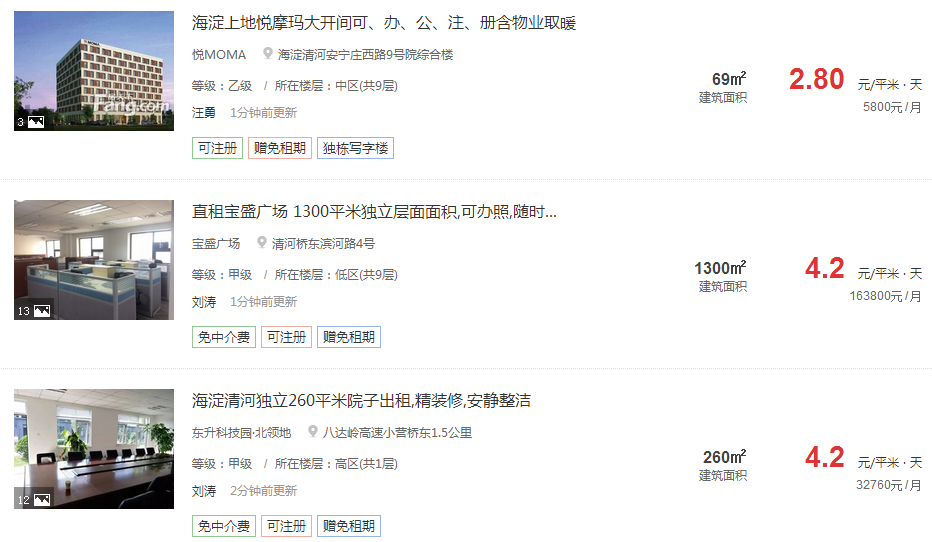 海淀上地悦摩玛大开间可、办、公、注、册含物业取暖
悦MOMA 海淀清河安宁庄西路9号院综合楼
等级：乙级 / 所在楼层：中区(共9层)
汪勇 1分钟前更新
可注册 赠免租期 独栋写字楼
69m²
建筑面积
2.80 元/平米·天
5800元/月
Fang.com
3
直租宝盛广场 1300平米独立层面面积,可办照,随时...
宝盛广场 清河桥东滨河路4号
等级：甲级 / 所在楼层：低区(共9层)
刘涛 1分钟前更新
免中介费 可注册 赠免租期
1300m²
建筑面积
4.2 元/平米·天
163800元/月
13
海淀清河独立260平米院子出租,精装修,安静整洁
东升科技园·北领地 八达岭高速小营桥东1.5公里
等级：甲级 / 所在楼层：高区(共1层)
刘涛 2分钟前更新
免中介费 可注册 赠免租期
260m²
建筑面积
4.2 元/平米·天
32760元/月
12